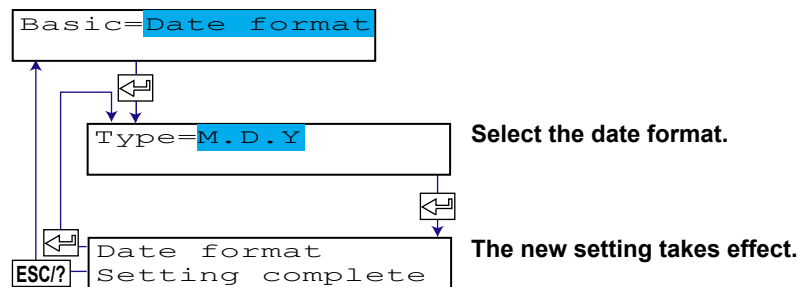 Basic=Date format
Type=M.D.Y
Select the date format.
Date format
Setting complete
The new setting takes effect.
ESC/?